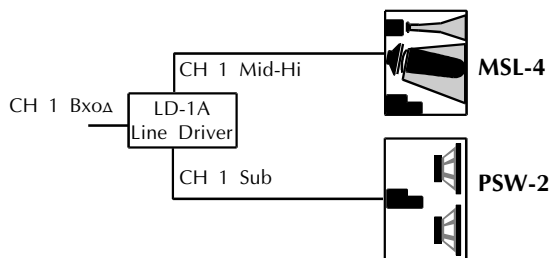 CH 1 Mid-Hi
MSL-4
CH 1 Вход
LD-1A
Line Driver
CH 1 Sub
PSW-2